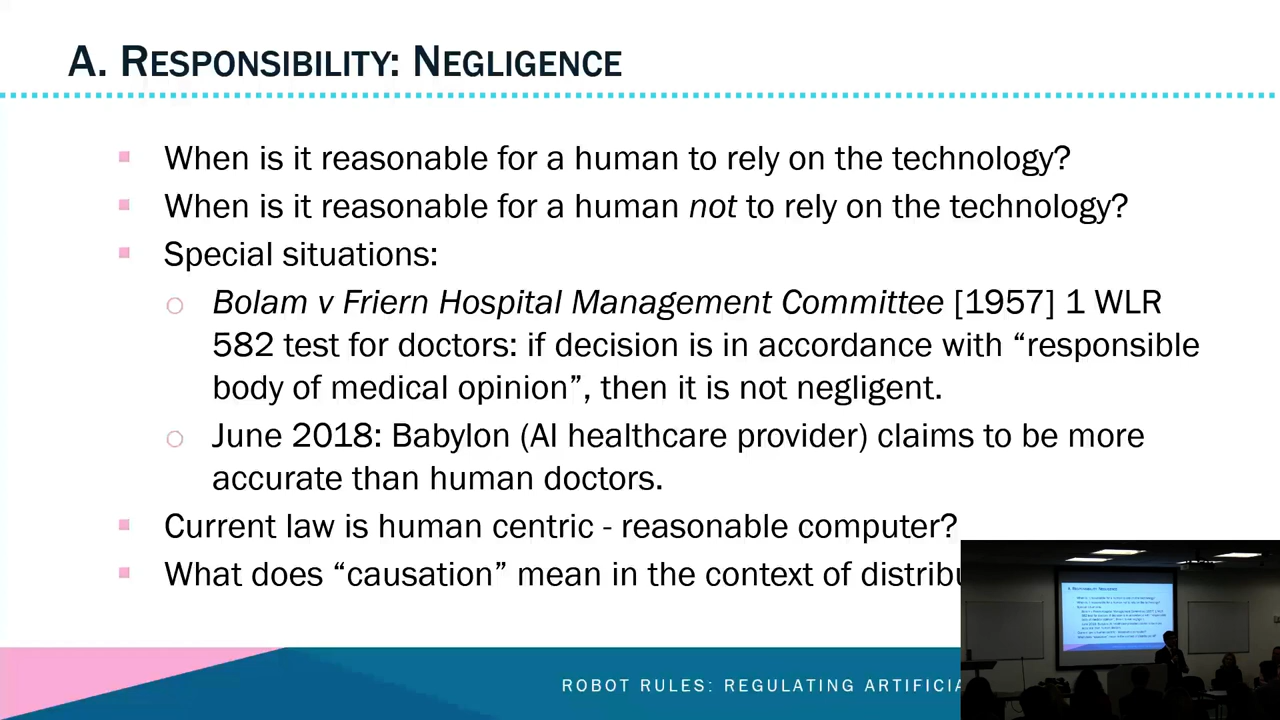 A. RESPONSIBILITY: NEGLIGENCE
When is it reasonable for a human to rely on the technology?
When is it reasonable for a human not to rely on the technology?
Special situations:
Bolam v Friern Hospital Management Committee [1957] 1 WLR
582 test for doctors: if decision is in accordance with “responsible
body of medical opinion”, then it is not negligent.
June 2018: Babylon (AI healthcare provider) claims to be more
accurate than human doctors.
Current law is human centric - reasonable computer?
What does “causation” mean in the context of
ROBOT RULES: REGULATING